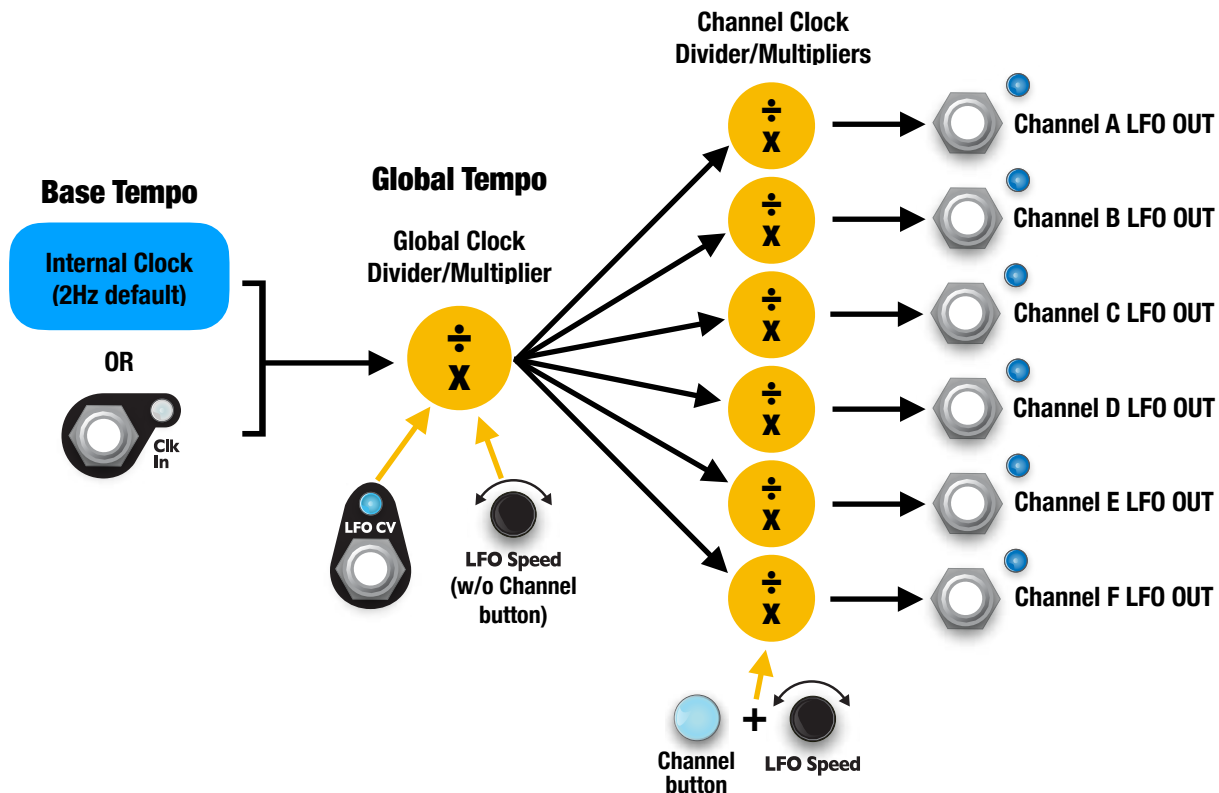 Channel Clock
Divider/Multipliers
Base Tempo
Internal Clock
(2Hz default)
OR
Clk
In
Global Tempo
Global Clock
Divider/Multiplier
÷
x
LFO CV
LFO Speed
(w/o Channel
button)
÷
x
Channel A LFO OUT
÷
x
Channel B LFO OUT
÷
x
Channel C LFO OUT
÷
x
Channel D LFO OUT
÷
x
Channel E LFO OUT
÷
x
Channel F LFO OUT
+
Channel
button
LFO Speed